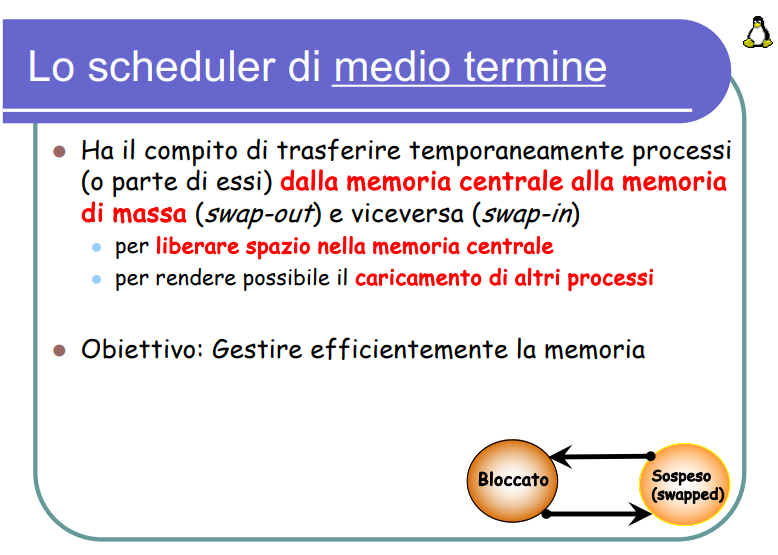 Lo scheduler di medio termine
Ha il compito di trasferire temporaneamente processi
(o parte di essi) dalla memoria centrale alla memoria
di massa (swap-out) e viceversa (swap-in)
per liberare spazio nella memoria centrale
per rendere possibile il caricamento di altri processi
Obiettivo: Gestire efficientemente la memoria
Bloccato
Sospeso
(swapped)